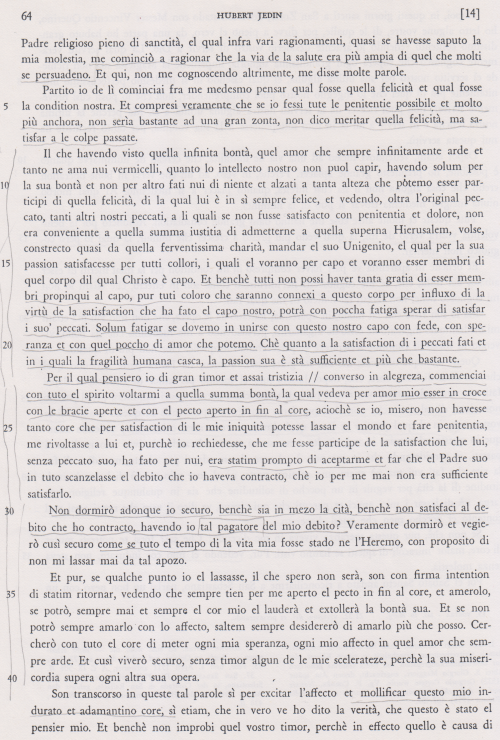 64 HUBERT JEDIN [14]
Padre religioso pieno di sanctità, el qual infra vari ragionamenti, quasi se havesse saputo la
mia molestia, me cominciò a ragionar che la via de la salute era più ampia di quel che molti
se persuadeno. Et qui, non me cognoscendo altrimente, me disse molte parole.
Partito io de lì cominciai fra me medesmo pensar qual fosse quella felicità et qual fosse
5 la condition nostra. Et compresi veramente che se io fessi tute le penitentie possibile et molto
più anchora, non seria bastante ad una gran zonta, non dico meritar quella felicità, ma sa-
tisfar a le colpe passate.
Il che havendo visto quella infinita bontà, quel amor che sempre infinitamente arde et
tanto ne ama nui vermicelli, quanto lo intellecto nostro non puol capir, havendo solum per
10 la sua bontà et non per altro fati nui di niente et alzati a tanta alteza che potemo esser par-
ticipi di quella felicità, di la qual lui è in sì sempre felice, et vedendo, oltra l'original pec-
cato, tanti altri nostri peccati, a li quali se non fusse satisfacto con penitentia et dolore, non
era conveniente a quella summa iustitia di admetterne a quella superna Hierusalem, volse,
constrecto quasi da quella ferventissima charità, mandar el suo Unigenito, el qual per la sua
15 passion satisfacesse per tutti collori, i quali el voranno per capo et voranno esser membri di
quel corpo dil qual Christo è capo. Et benchè tutti non possi haver tanta gratia di esser mem-
bri propinqui al capo, pur tuti coloro che saranno connexi a questo corpo per influxo di la
virtù de la satisfaction che ha fato el capo nostro, potrà con poccha fatiga sperar di satisfar
i suo' peccati. Solum fatigar se dovemo in unirse con questo nostro capo con fede, con spe-
20 ranza et con quel poccho di amor che potemo. Chè quanto a la satisfaction di i peccati fati et
in i quali la fragilità humana casca, la passion sua è stà sufficiente et più che bastante.
Per il qual pensiero io di gran timor et assai tristizia // converso in alegreza, commenciai
con tuto el spirito voltarmi a quella summa bontà, la qual vedeva per amor mio esser in croce
con le bracie aperte et con el pecto aperto in fin al core, aciochè se io, misero, non havesse
25 tanto core che per satisfation di le mie iniquità potesse lassar el mondo et fare penitentia,
me rivoltasse a lui et, purchè io rechiedesse, che me fesse participe de la satisfaction che lui,
senza peccato suo, ha fato per nui, era statim prompto di aceptarme et far che el Padre suo
in tuto scanzelasse el debito che io haveva contracto, chè io per me mai non era sufficiente
satisfarlo.
30 Non dormirò adonque io securo, benchè sia in mezo la cità, benchè non satisfaci al de-
bito che ho contracto, havendo io tal pagatore del mio debito? Veramente dormirò et vegie-
rò cusì securo come se tuto el tempo di la vita mia fosse stado ne l'Heremo, con proposito di
non mi lassar mai da tal apozo.
Et pur, se qualche punto io el lassasse, il che spero non serà, son con firma intention
35 di statim ritornar, vedendo che sempre tien per me aperto el pecto in fin al core, et amerolo,
se potrò, sempre mai et sempre el cor mio el lauderà et extollerà la bontà sua. Et se non
potrò sempre amarlo con lo affecto, saltem sempre desidererò di amarlo più che posso. Cer-
cherò con tuto el core di meter ogni mia speranza, ogni mio affecto in quel amor che sem-
pre arde. Et cusì viverò securo, senza timor algun de le mie scelerateze, perchè la sua miseri-
40 cordia supera ogni altra sua opera.
Son transcorso in queste tal parole sì per excitar l'affecto et mollificar questo mio in-
durato et adamantino core, sì etiam, che in vero ve ho dito la verità, che questo è stato el
pensier mio. Et benchè non improbi quel vostro timor, perchè in effecto quello è causa di